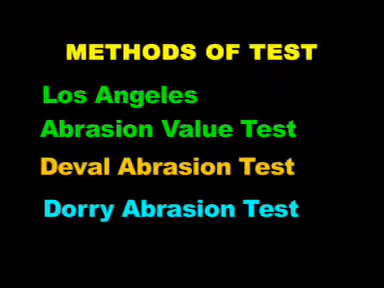 METHODS OF TEST
Los Angeles
Abrasion Value Test
Deval Abrasion Test
Dorry Abrasion Test